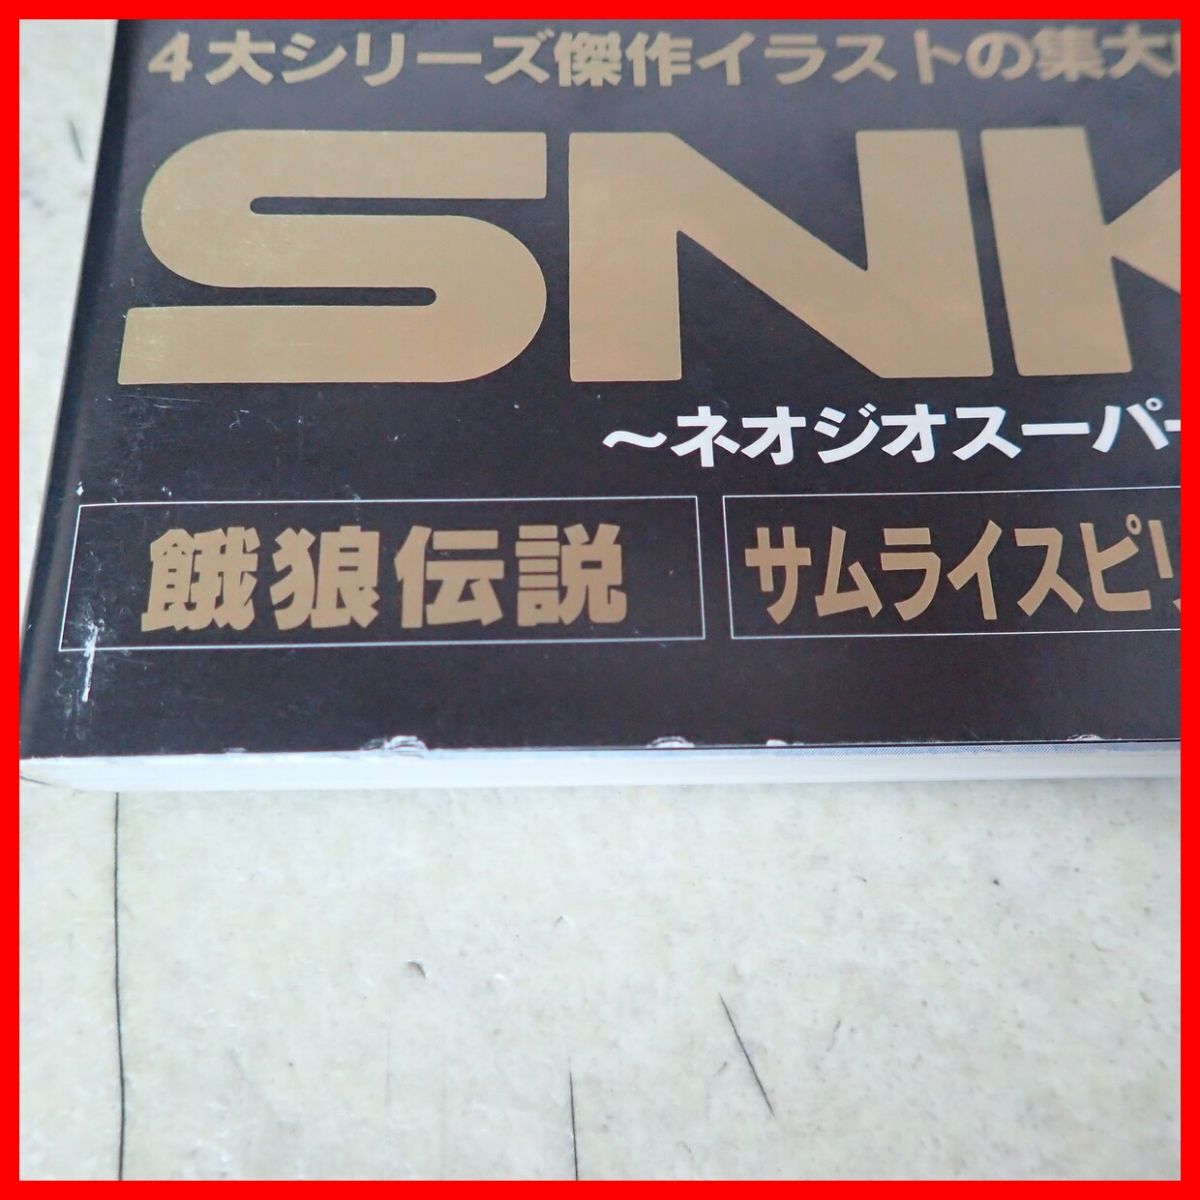 4大シリーズ傑作イラストの集大
SNK
～ネオジオスーパー
餓狼伝説
サムライスピリ